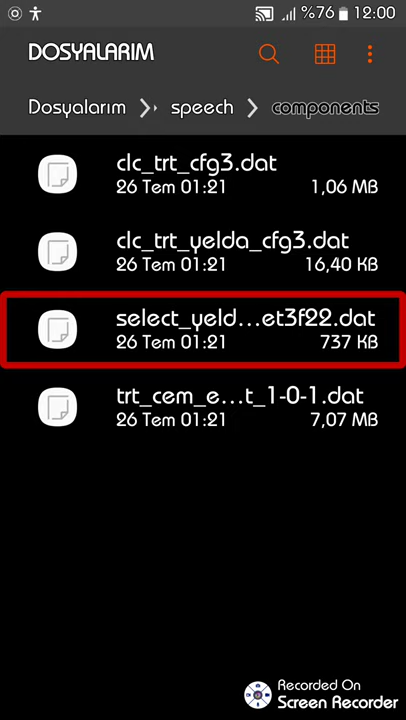 %76 12:00
DOSYALARIM
Dosyalarım speech components
clc_trt_cfg3.dat
26 Tem 01:21 1,06 MB
clc_trt_yelda_cfg3.dat
26 Tem 01:21 16,40 KB
select_yeld...et3f22.dat
26 Tem 01:21 737 KB
trt_cem_e...t_1-0-1.dat
26 Tem 01:21 7,07 MB
Recorded On
Screen Recorder